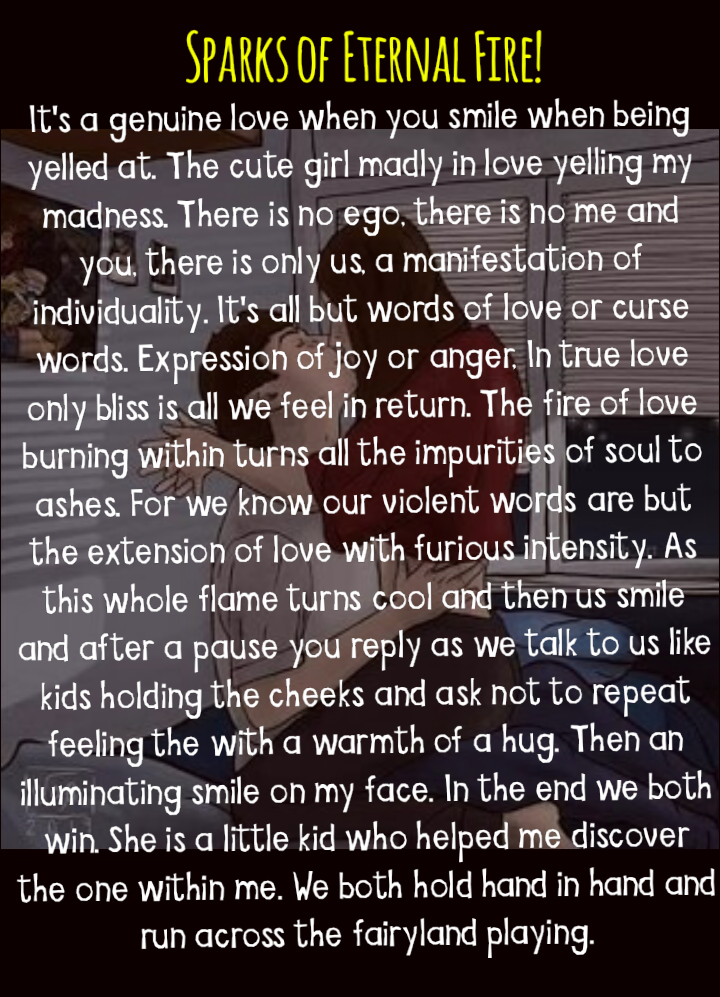 Sparks of Eternal Fire!
It's a genuine love when you smile when being
yelled at. The cute girl madly in love yelling my
madness. There is no ego, there is no me and
you, there is only us, a manifestation of
individuality. It's all but words of love or curse
words. Expression of joy or anger, In true love
only bliss is all we feel in return. The fire of love
burning within turns all the impurities of soul to
ashes. For we know our violent words are but
the extension of love with furious intensity. As
this whole flame turns cool and then us smile
and after a pause you reply as we talk to us like
kids holding the cheeks and ask not to repeat
feeling the with a warmth of a hug. Then an
illuminating smile on my face. In the end we both
win. She is a little kid who helped me discover
the one within me. We both hold hand in hand and
run across the fairyland playing.